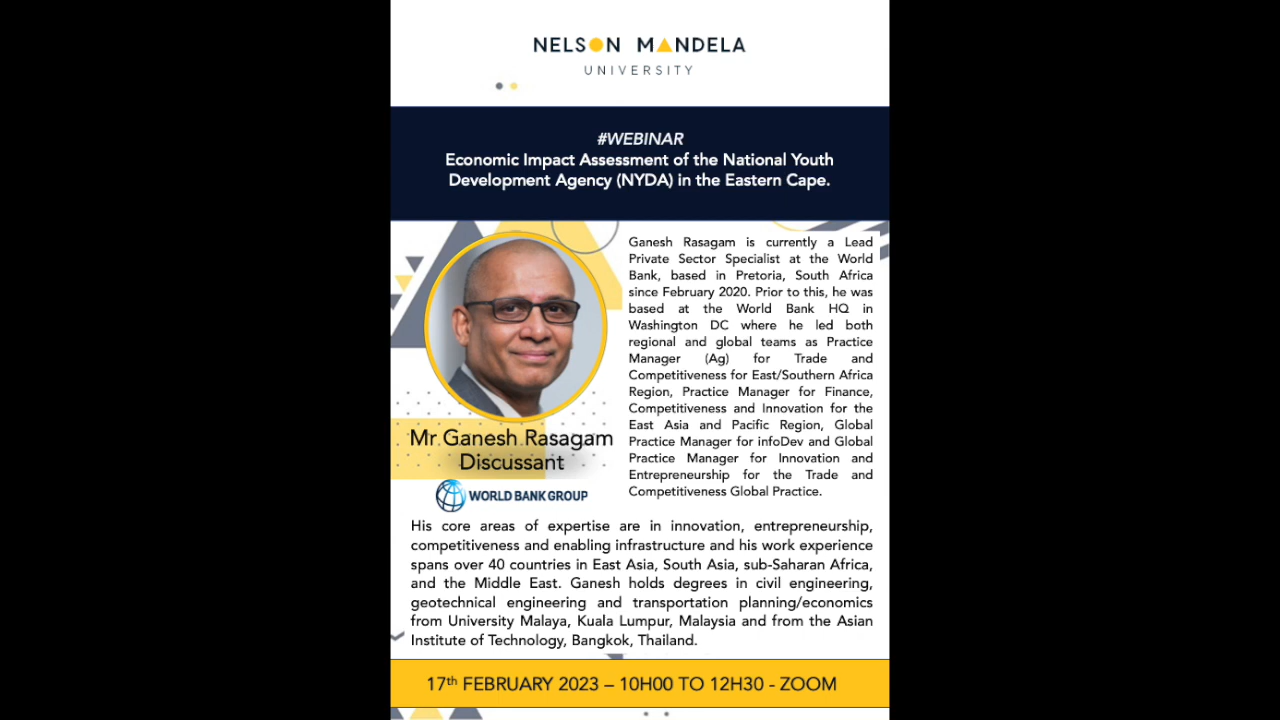 NELSON MANDELA
UNIVERSITY
#WEBINAR
Economic Impact Assessment of the National Youth
Development Agency (NYDA) in the Eastern Cape.
Ganesh Rasagam is currently a Lead
Private Sector Specialist at the World
Bank, based in Pretoria, South Africa
since February 2020. Prior to this, he was
based at the World Bank HQ in
Washington DC where he led both
regional and global teams as Practice
Manager (Ag) for Trade and
Competitiveness for East/Southern Africa
Region, Practice Manager for Finance,
Competitiveness and Innovation for the
East Asia and Pacific Region, Global
Practice Manager for infoDev and Global
Practice Manager for Innovation and
Entrepreneurship for the Trade and
Competitiveness Global Practice.
Mr Ganesh Rasagam
Discussant
WORLD BANK GROUP
His core areas of expertise are in innovation, entrepreneurship,
competitiveness and enabling infrastructure and his work experience
spans over 40 countries in East Asia, South Asia, sub-Saharan Africa,
and the Middle East. Ganesh holds degrees in civil engineering,
geotechnical engineering and transportation planning/economics
from University Malaya, Kuala Lumpur, Malaysia and from the Asian
Institute of Technology, Bangkok, Thailand.
17th FEBRUARY 2023 – 10H00 TO 12H30 - ZOOM